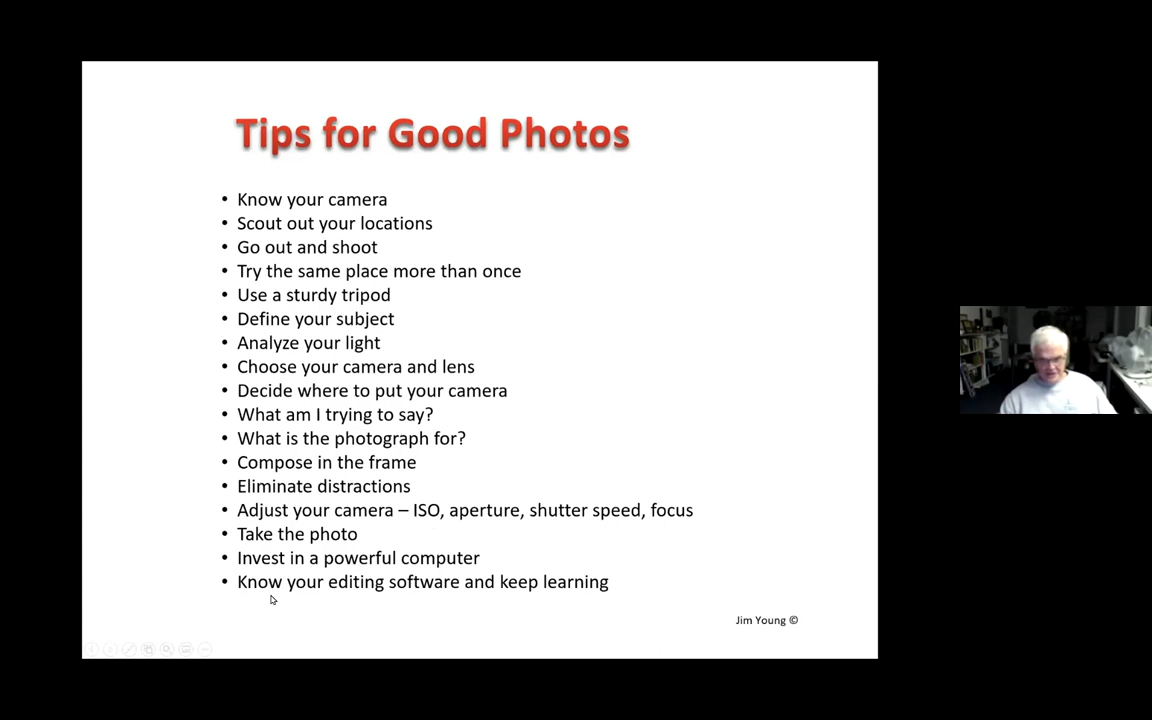 Tips for Good Photos
• Know your camera
• Scout out your locations
• Go out and shoot
• Try the same place more than once
• Use a sturdy tripod
• Define your subject
• Analyze your light
• Choose your camera and lens
• Decide where to put your camera
• What am I trying to say?
• What is the photograph for?
• Compose in the frame
• Eliminate distractions
• Adjust your camera – ISO, aperture, shutter speed, focus
• Take the photo
• Invest in a powerful computer
• Know your editing software and keep learning
Jim Young ©